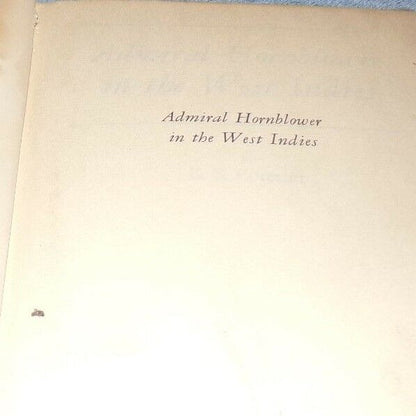 Admiral Hornblower
in the West Indies